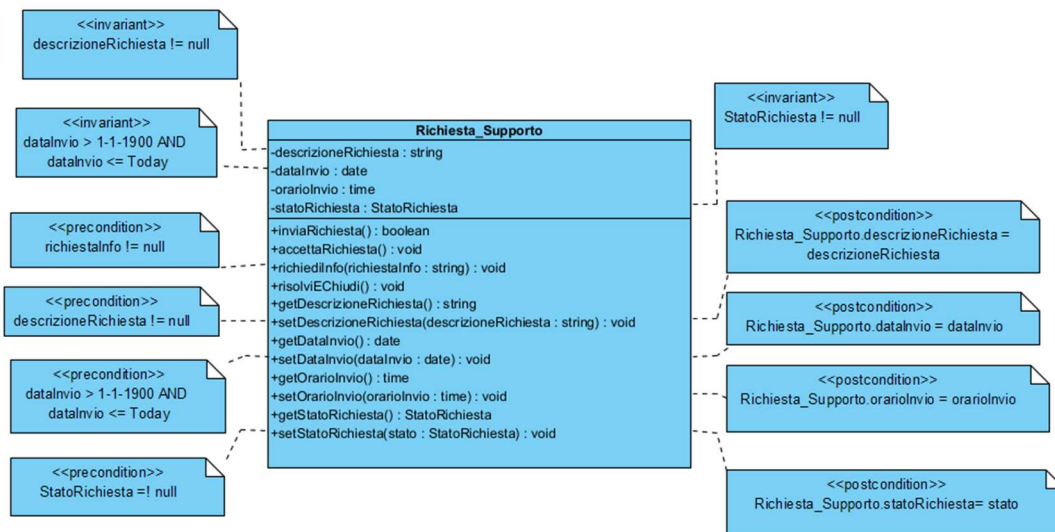 <<invariant>>
descrizioneRichiesta != null
<<invariant>>
dataInvio > 1-1-1900 AND
dataInvio <= Today
<<precondition>>
richiestaInfo != null
<<precondition>>
descrizioneRichiesta != null
<<precondition>>
dataInvio > 1-1-1900 AND
dataInvio <= Today
<<precondition>>
StatoRichiesta =! null
Richiesta_Supporto
-descrizioneRichiesta : string
-dataInvio : date
-orarioInvio : time
-statoRichiesta : StatoRichiesta
+inviaRichiesta() : boolean
+accettaRichiesta() : void
+richiediInfo(richiestaInfo : string) : void
+risolviEChiudi() : void
+getDescrizioneRichiesta() : string
+setDescrizioneRichiesta(descrizioneRichiesta : string) : void
+getDataInvio() : date
+setDataInvio(dataInvio : date) : void
+getOrarioInvio() : time
+setOrarioInvio(orarioInvio : time) : void
+getStatoRichiesta() : StatoRichiesta
+setStatoRichiesta(stato : StatoRichiesta) : void
<<invariant>>
StatoRichiesta != null
<<postcondition>>
Richiesta_Supporto.descrizioneRichiesta =
descrizioneRichiesta
<<postcondition>>
Richiesta_Supporto.dataInvio = dataInvio
<<postcondition>>
Richiesta_Supporto.orarioInvio = orarioInvio
<<postcondition>>
Richiesta_Supporto.statoRichiesta= stato